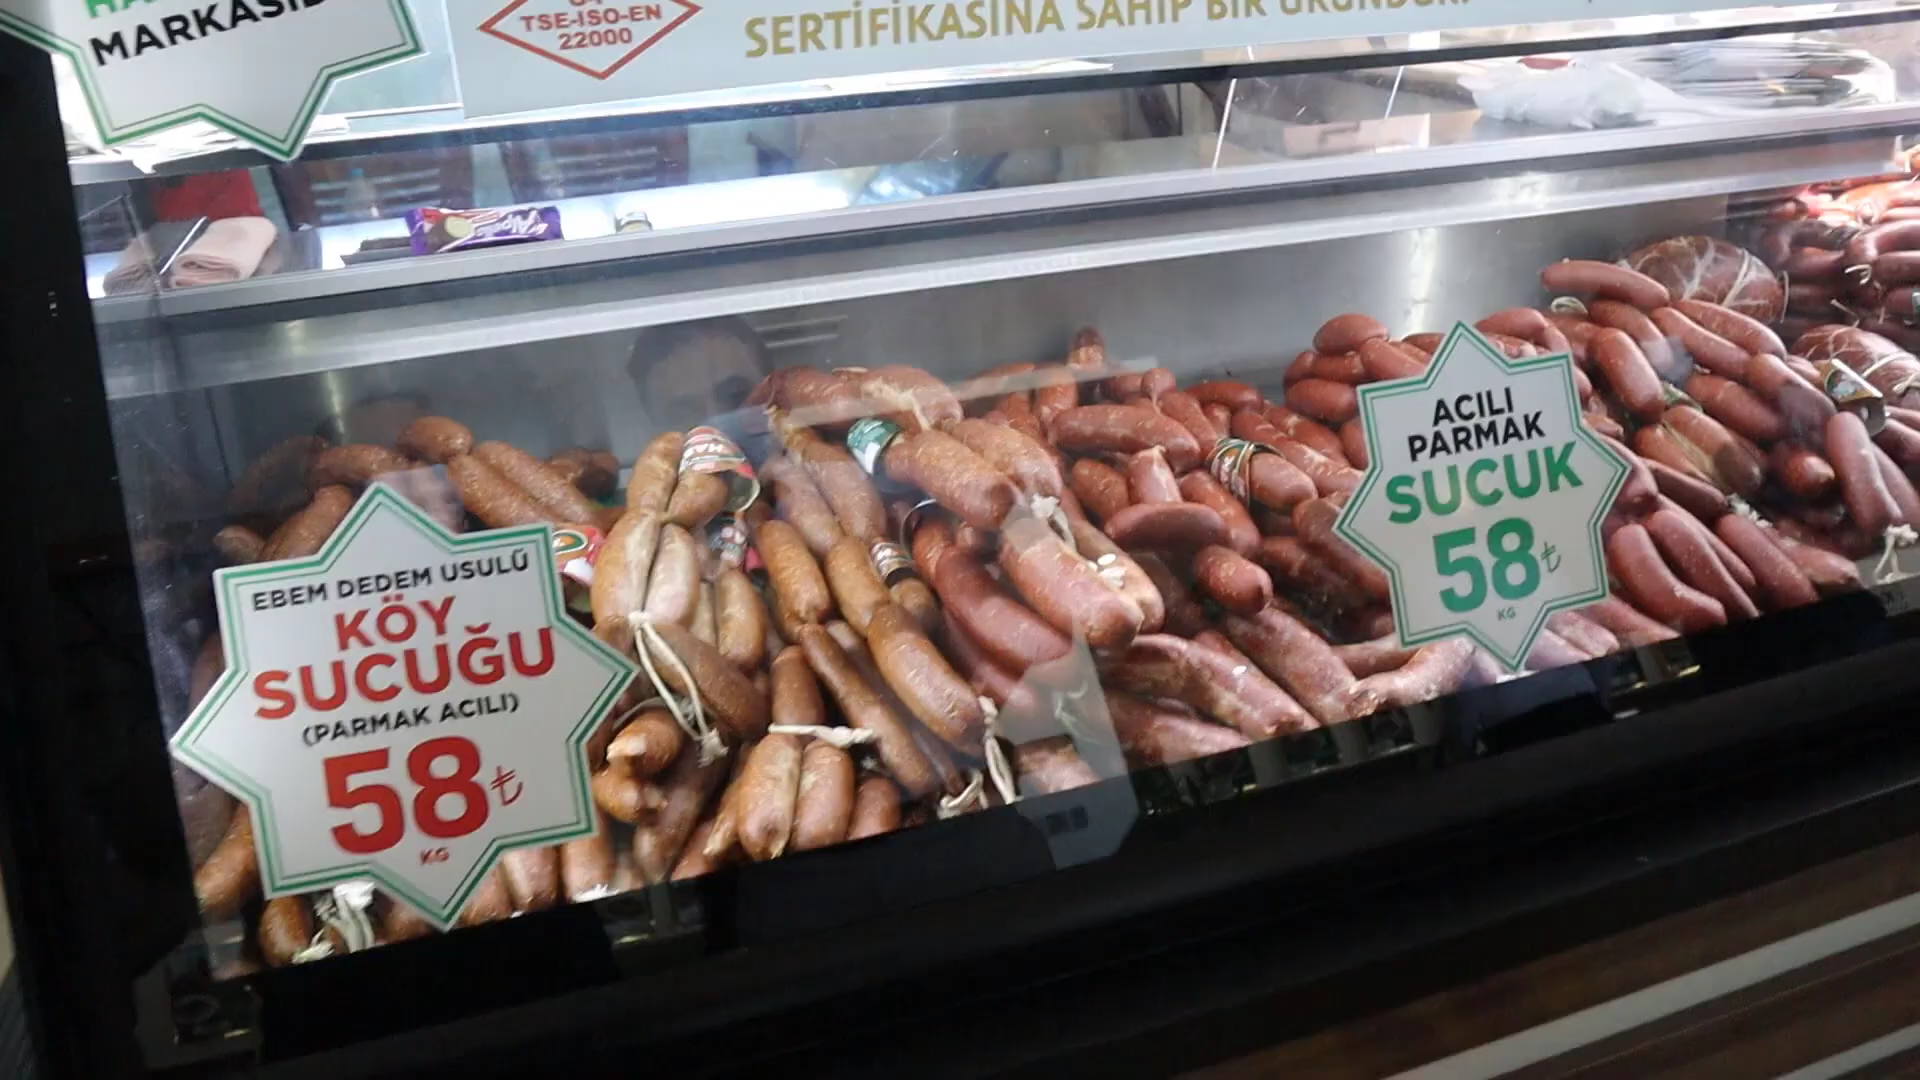 MARKASI
TSE-ISO-EN
22000
SERTİFİKASINA SAHİP BİR ÜRÜNDÜR.
Alpella
EBEM DEDEM USULÜ
KÖY
SUCUĞU
(PARMAK ACILI)
58₺
KG
ACILI
PARMAK
SUCUK
58₺
KG